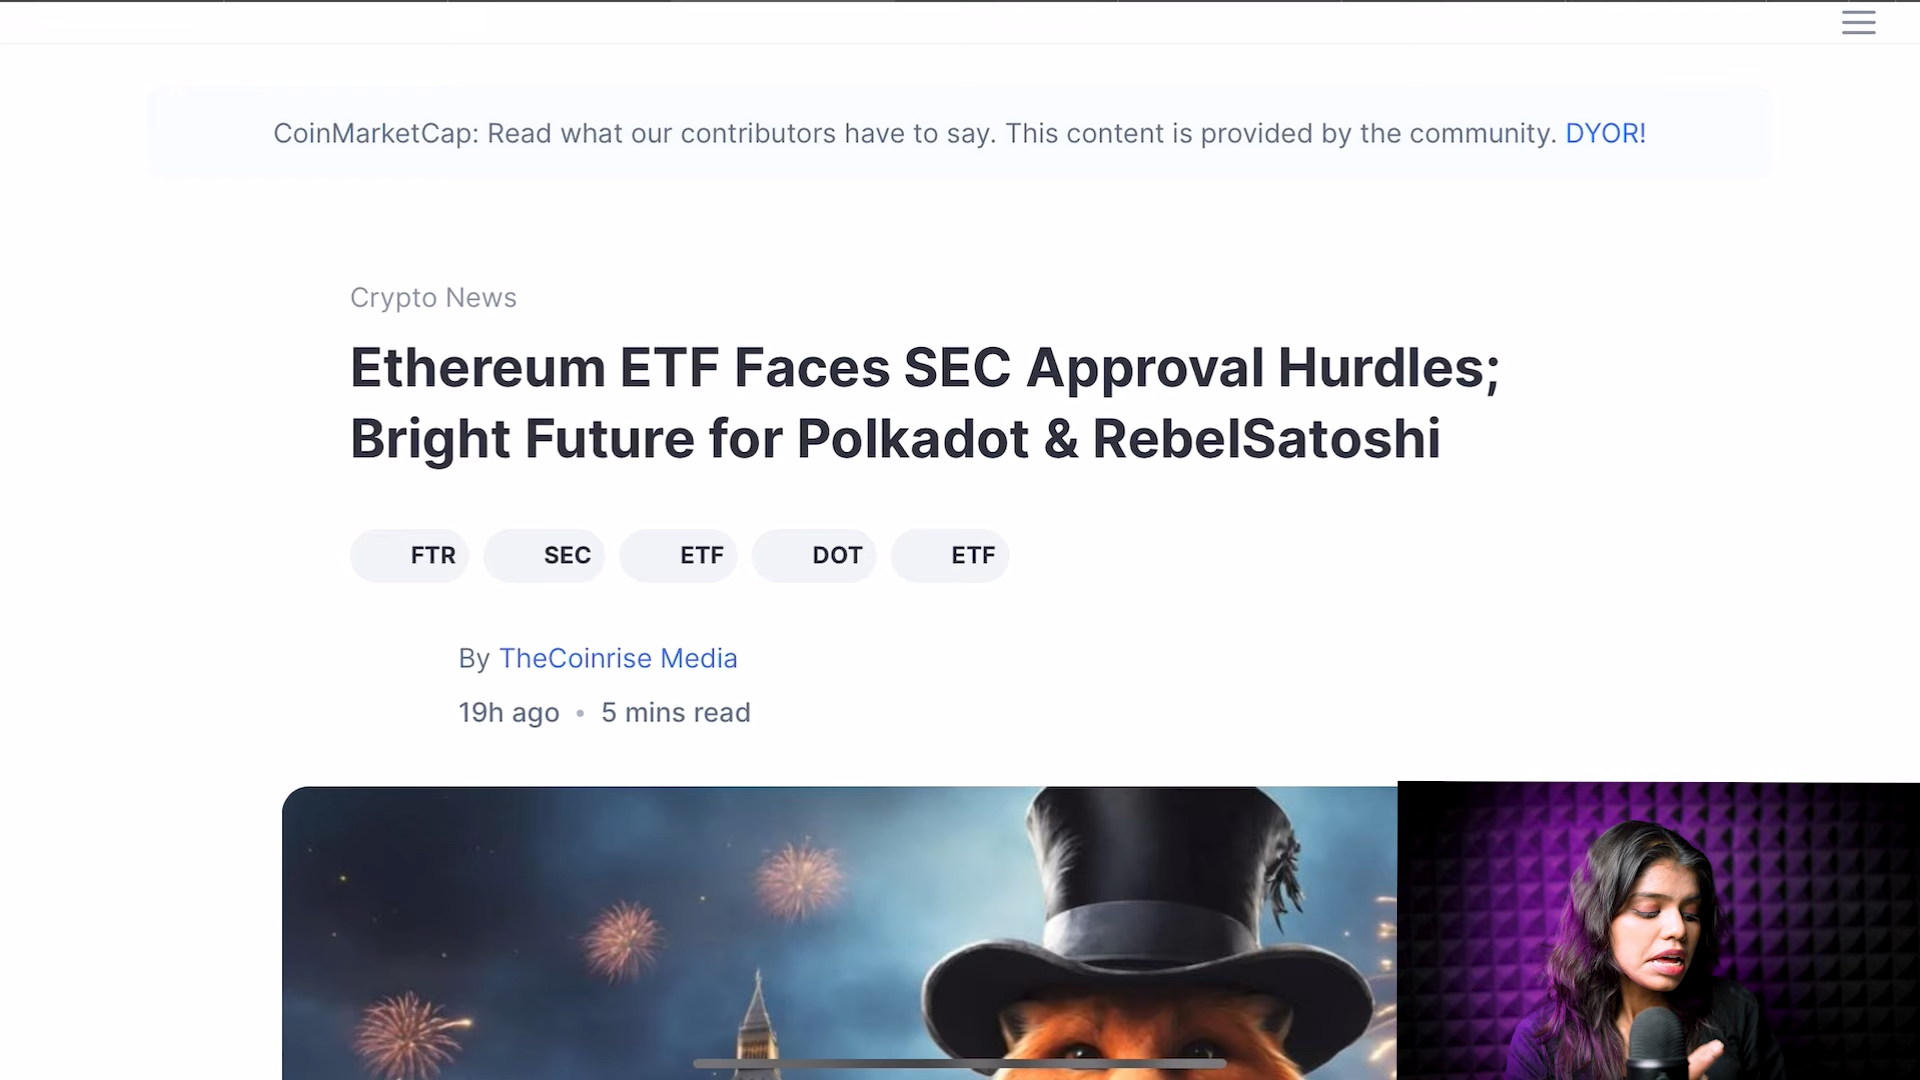 CoinMarketCap: Read what our contributors have to say. This content is provided by the community. DYOR!
Crypto News
Ethereum ETF Faces SEC Approval Hurdles;
Bright Future for Polkadot & RebelSatoshi
FTR SEC ETF DOT ETF
By TheCoinrise Media
19h ago • 5 mins read